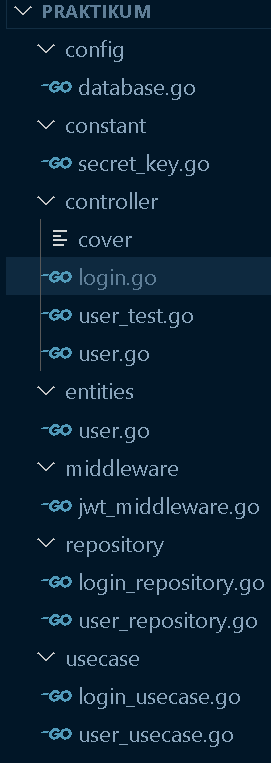 PRAKTIKUM
config
GO database.go
constant
GO secret_key.go
controller
cover
GO login.go
GO user_test.go
GO user.go
entities
GO user.go
middleware
GO jwt_middleware.go
repository
GO login_repository.go
GO user_repository.go
usecase
GO login_usecase.go
GO user_usecase.go